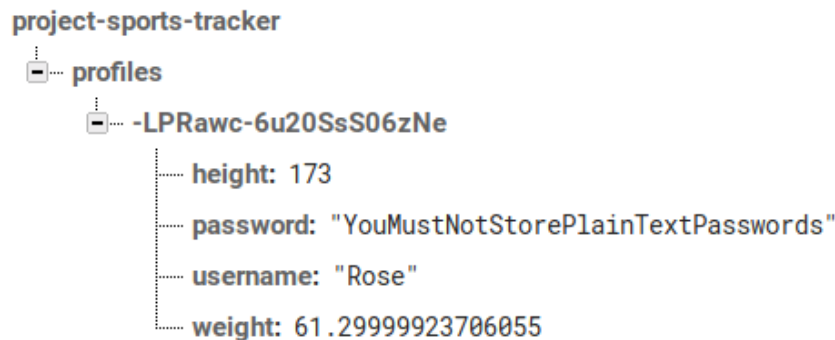 project-sports-tracker
profiles
-LPRawc-6u20SsS06zNe
height: 173
password: "YouMustNotStorePlainTextPasswords"
username: "Rose"
weight: 61.29999923706055